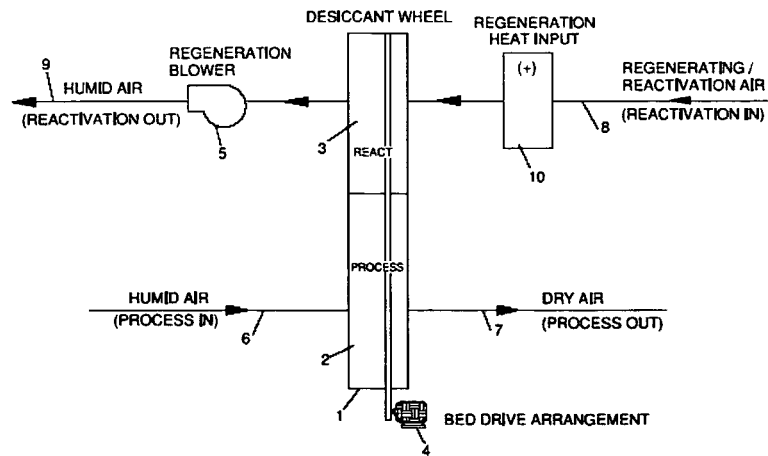 DESICCANT WHEEL
REGENERATION
BLOWER
REGENERATION
HEAT INPUT
9
HUMID AIR
(REACTIVATION OUT)
(+)
REGENERATING /
REACTIVATION AIR
(REACTIVATION IN)
5
3
REACT
10
8
PROCESS
HUMID AIR
(PROCESS IN)
6
DRY AIR
(PROCESS OUT)
7
2
1
BED DRIVE ARRANGEMENT
4